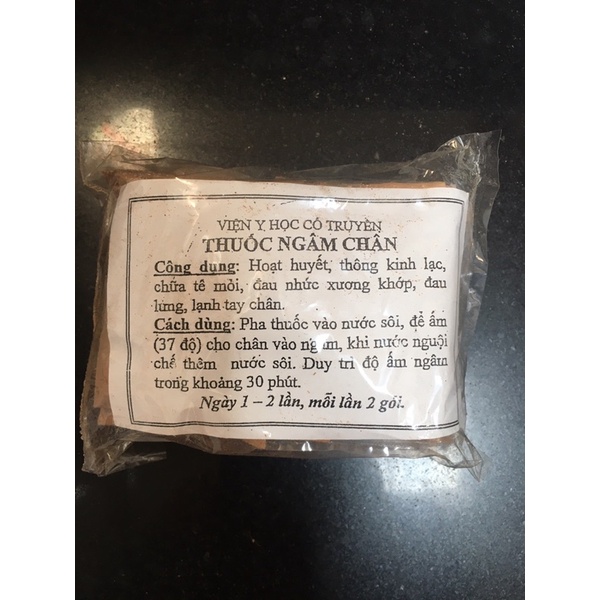 VIỆN Y HỌC CỔ TRUYỀN
THUỐC NGÂM CHÂN
Công dụng: Hoạt huyết, thông kinh lạc,
chữa tê mỏi, đau nhức xương khớp, đau
lưng, lạnh tay chân.
Cách dùng: Pha thuốc vào nước sôi, để ấm
(37 độ) cho chân vào ngâm, khi nước nguội
chế thêm nước sôi. Duy trì độ ấm ngâm
trong khoảng 30 phút.
Ngày 1 – 2 lần, mỗi lần 2 gói.